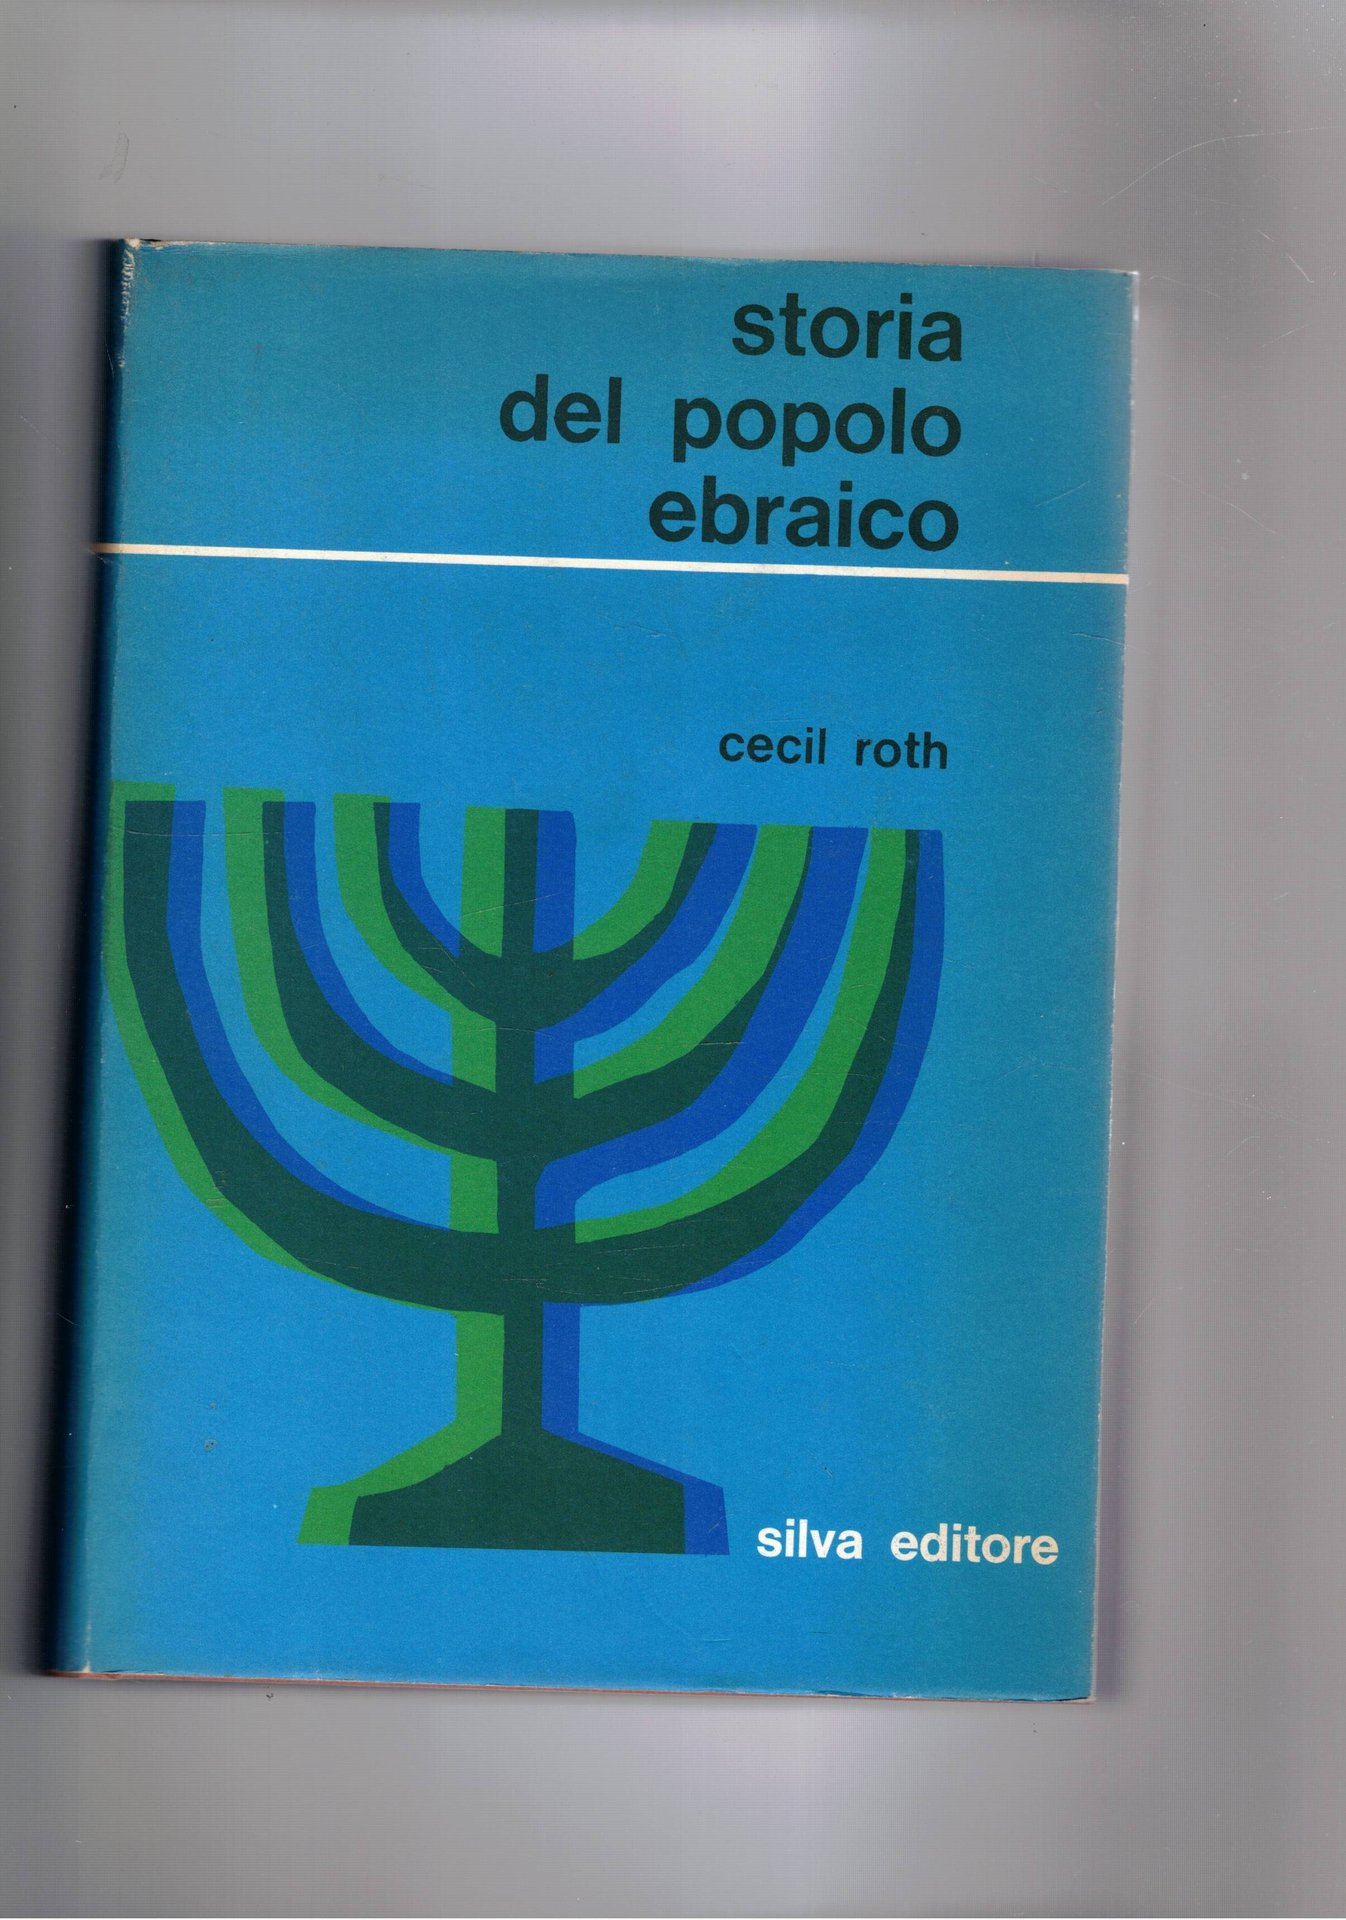 storia
del popolo
ebraico
cecil roth
silva editore